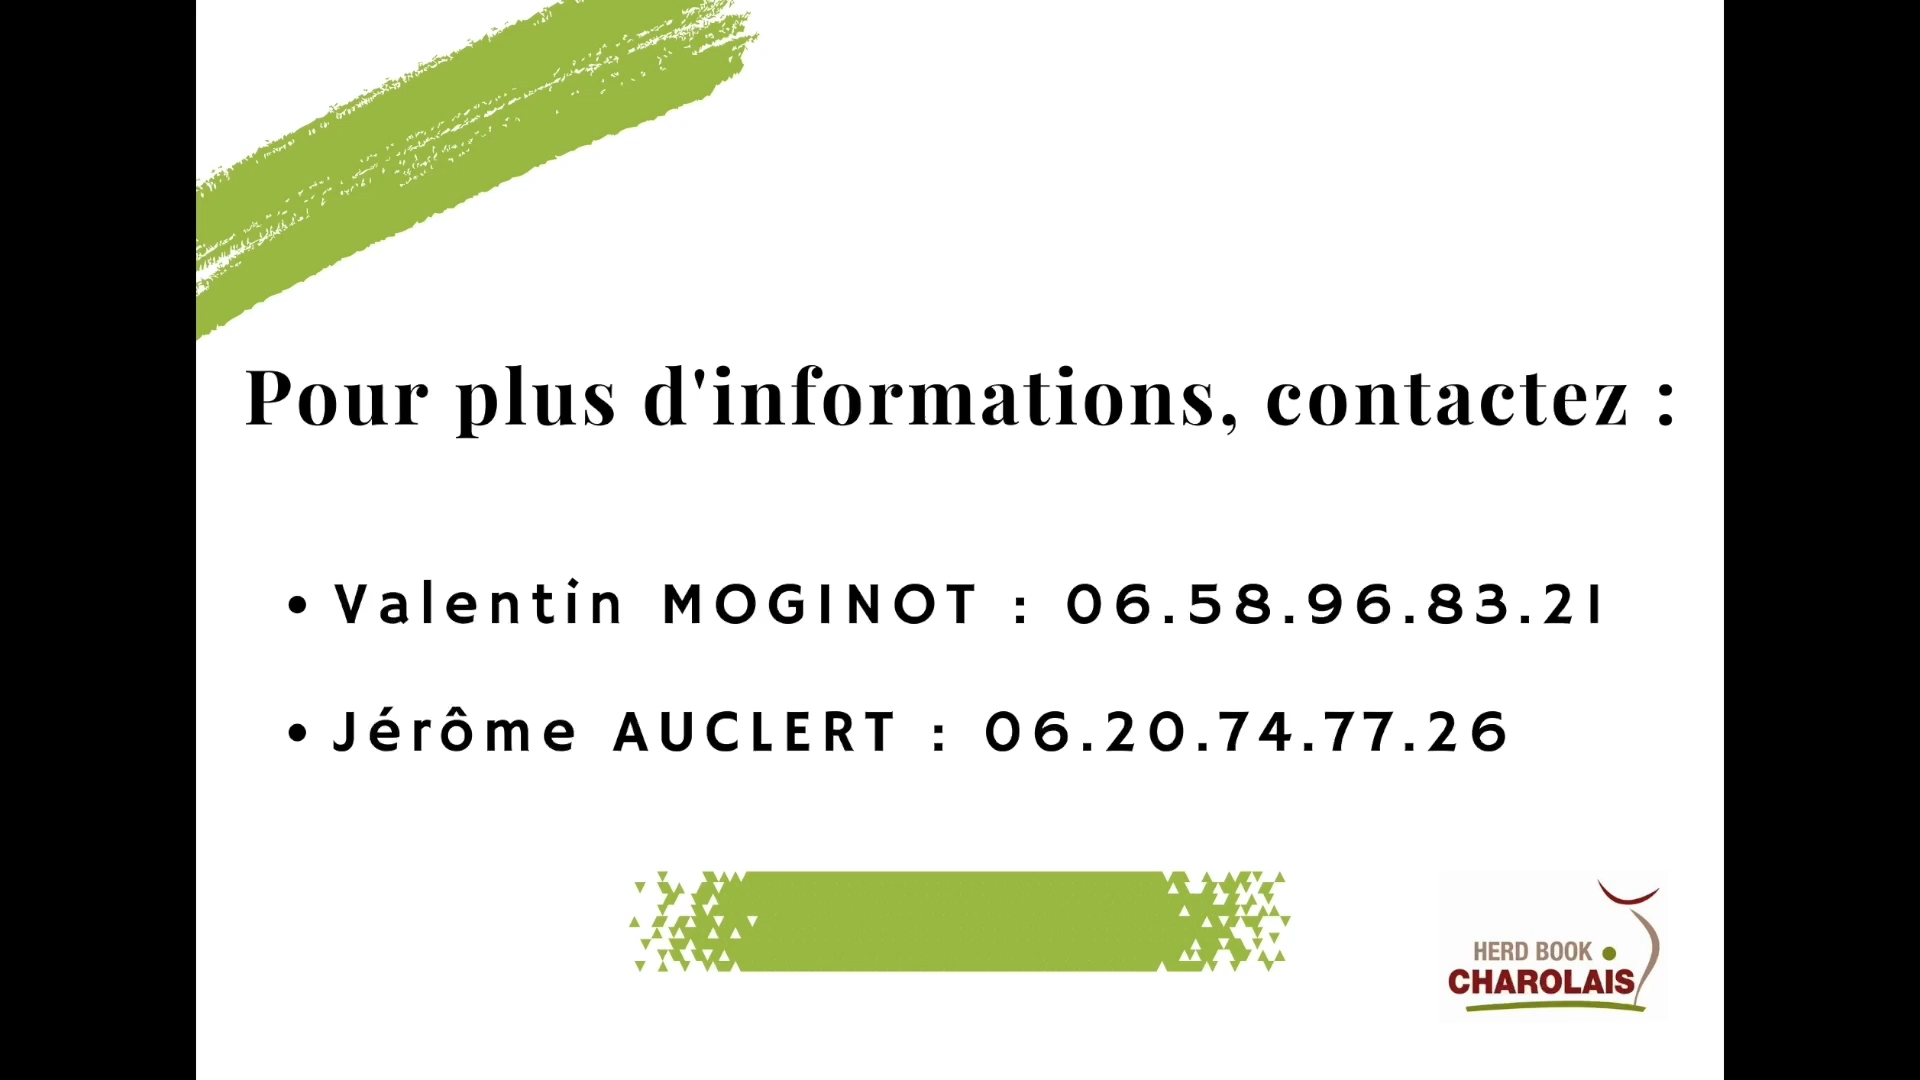 Pour plus d'informations, contactez :
• Valentin MOGINOT : 06.58.96.83.21
• Jérôme AUCLERT : 06.20.74.77.26
HERD BOOK
CHAROLAIS